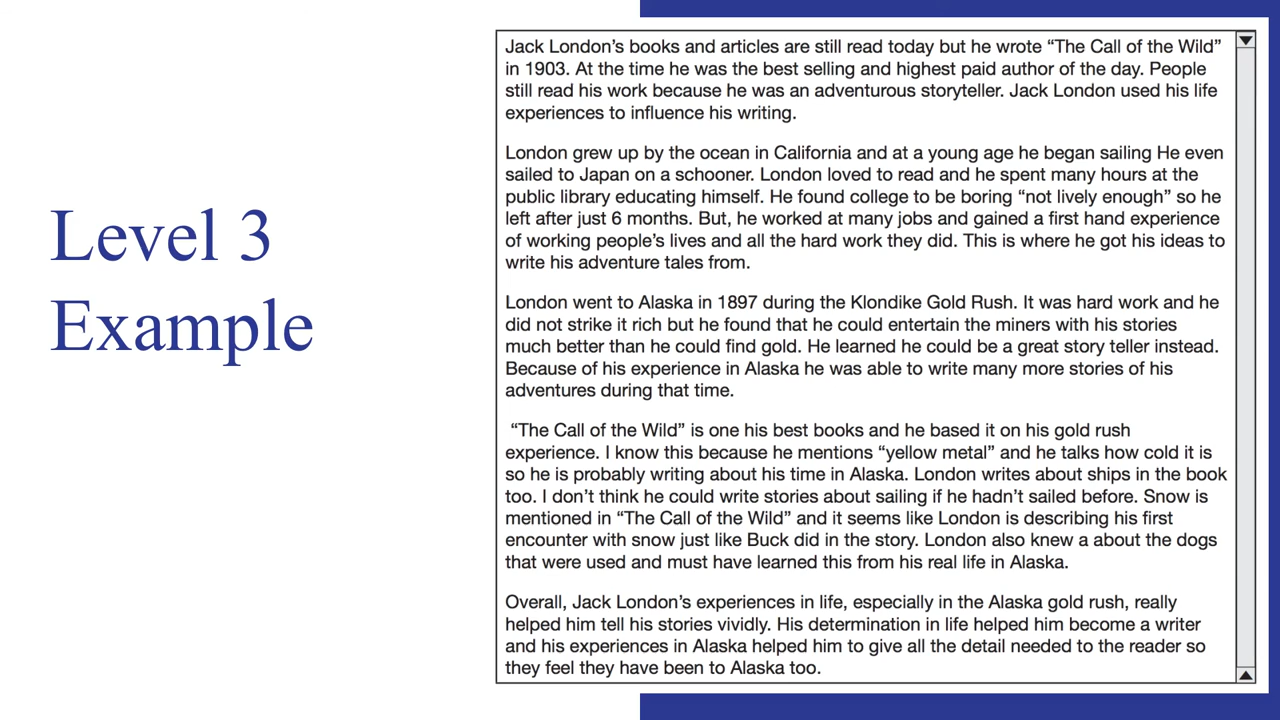 Level 3
Example
Jack London’s books and articles are still read today but he wrote “The Call of the Wild”
in 1903. At the time he was the best selling and highest paid author of the day. People
still read his work because he was an adventurous storyteller. Jack London used his life
experiences to influence his writing.
London grew up by the ocean in California and at a young age he began sailing He even
sailed to Japan on a schooner. London loved to read and he spent many hours at the
public library educating himself. He found college to be boring “not lively enough” so he
left after just 6 months. But, he worked at many jobs and gained a first hand experience
of working people’s lives and all the hard work they did. This is where he got his ideas to
write his adventure tales from.
London went to Alaska in 1897 during the Klondike Gold Rush. It was hard work and he
did not strike it rich but he found that he could entertain the miners with his stories
much better than he could find gold. He learned he could be a great story teller instead.
Because of his experience in Alaska he was able to write many more stories of his
adventures during that time.
“The Call of the Wild” is one his best books and he based it on his gold rush
experience. I know this because he mentions “yellow metal” and he talks how cold it is
so he is probably writing about his time in Alaska. London writes about ships in the book
too. I don’t think he could write stories about sailing if he hadn’t sailed before. Snow is
mentioned in “The Call of the Wild” and it seems like London is describing his first
encounter with snow just like Buck did in the story. London also knew a about the dogs
that were used and must have learned this from his real life in Alaska.
Overall, Jack London’s experiences in life, especially in the Alaska gold rush, really
helped him tell his stories vividly. His determination in life helped him become a writer
and his experiences in Alaska helped him to give all the detail needed to the reader so
they feel they have been to Alaska too.